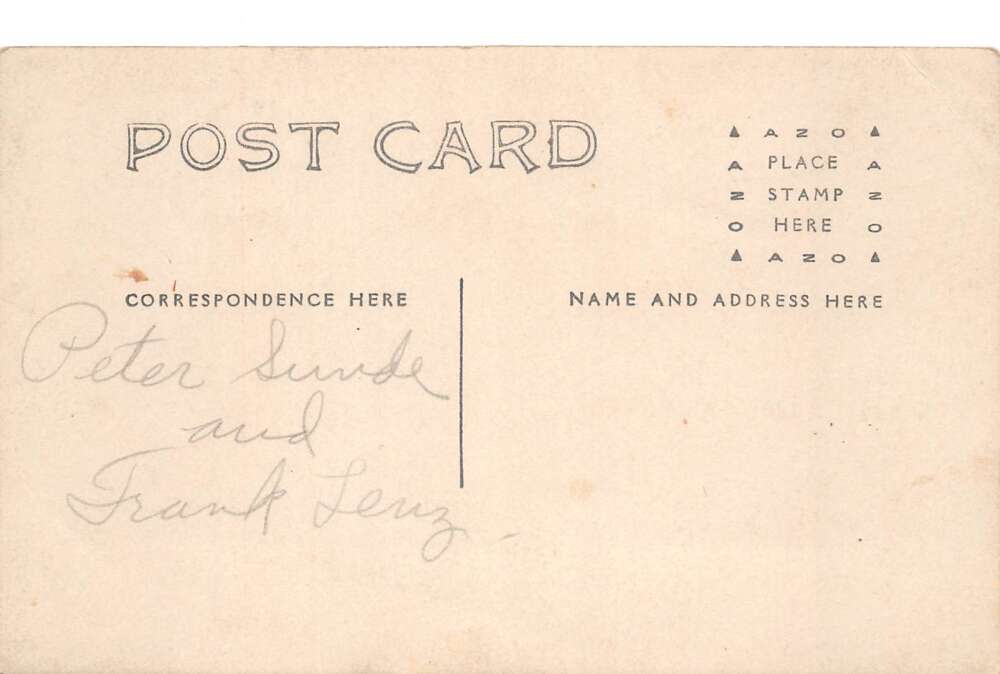 POST CARD
▲ AZO ▲
A PLACE A
Z STAMP Z
O HERE O
▲ AZO ▲
CORRESPONDENCE HERE
NAME AND ADDRESS HERE
Peter Sunde
and
Frank Lenz